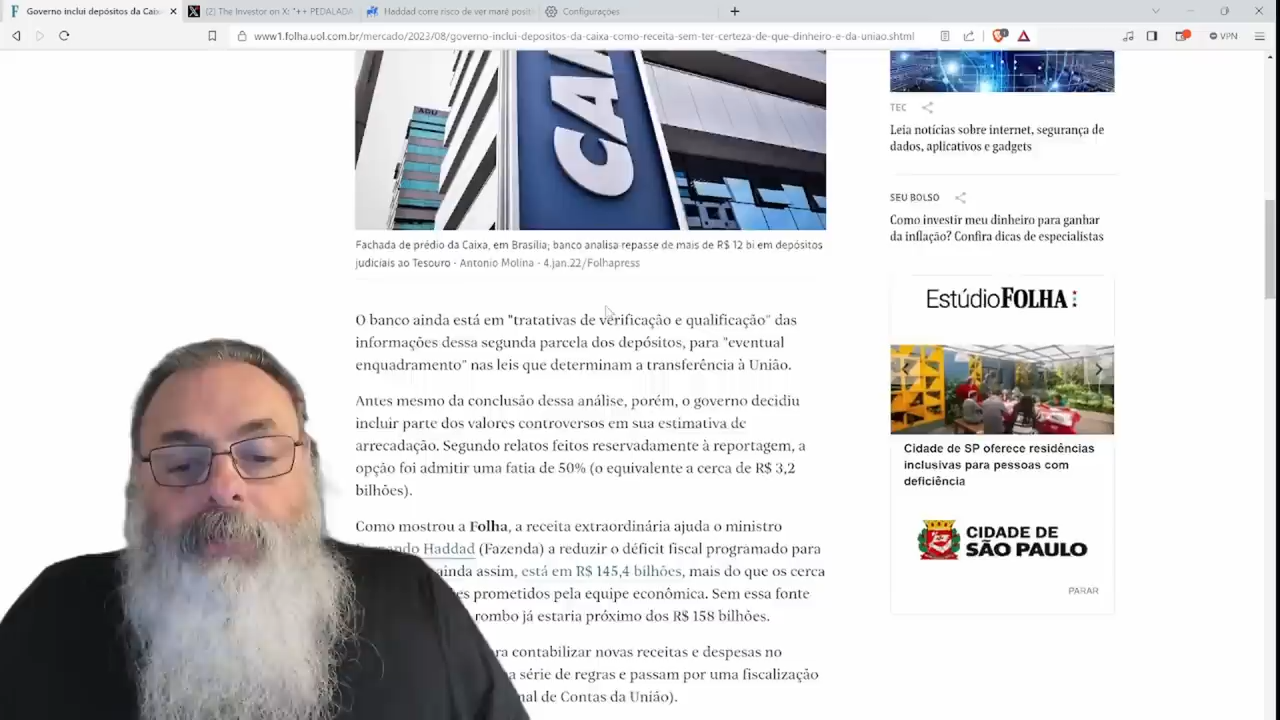 Governo inclui depósitos da Caix
(2) The Investor on X: "++ PEDALADA
Haddad corre risco de ver maré posit
Configurações
www1.folha.uol.com.br/mercado/2023/08/governo-inclui-depositos-da-caixa-como-receita-sem-ter-certeza-de-que-dinheiro-e-da-uniao.shtml
VPN
AGU
CA
Fachada de prédio da Caixa, em Brasília; banco analisa repasse de mais de R$ 12 bi em depósitos
judiciais ao Tesouro - Antonio Molina - 4.jan.22/Folhapress
O banco ainda está em "tratativas de verificação e qualificação" das
informações dessa segunda parcela dos depósitos, para "eventual
enquadramento" nas leis que determinam a transferência à União.
Antes mesmo da conclusão dessa análise, porém, o governo decidiu
incluir parte dos valores controversos em sua estimativa de
arrecadação. Segundo relatos feitos reservadamente à reportagem, a
opção foi admitir uma fatia de 50% (o equivalente a cerca de R$ 3,2
bilhões).
Como mostrou a Folha, a receita extraordinária ajuda o ministro
Haddad (Fazenda) a reduzir o déficit fiscal programado para
ainda assim, está em R$ 145,4 bilhões, mais do que os cerca
es prometidos pela equipe econômica. Sem essa fonte
rombo já estaria próximo dos R$ 158 bilhões.
ra contabilizar novas receitas e despesas no
a série de regras e passam por uma fiscalização
nal de Contas da União).
TEC
Leia notícias sobre internet, segurança de
dados, aplicativos e gadgets
SEU BOLSO
Como investir meu dinheiro para ganhar
da inflação? Confira dicas de especialistas
EstúdioFOLHA
Cidade de SP oferece residências
inclusivas para pessoas com
deficiência
CIDADE DE
SÃO PAULO
PARAR